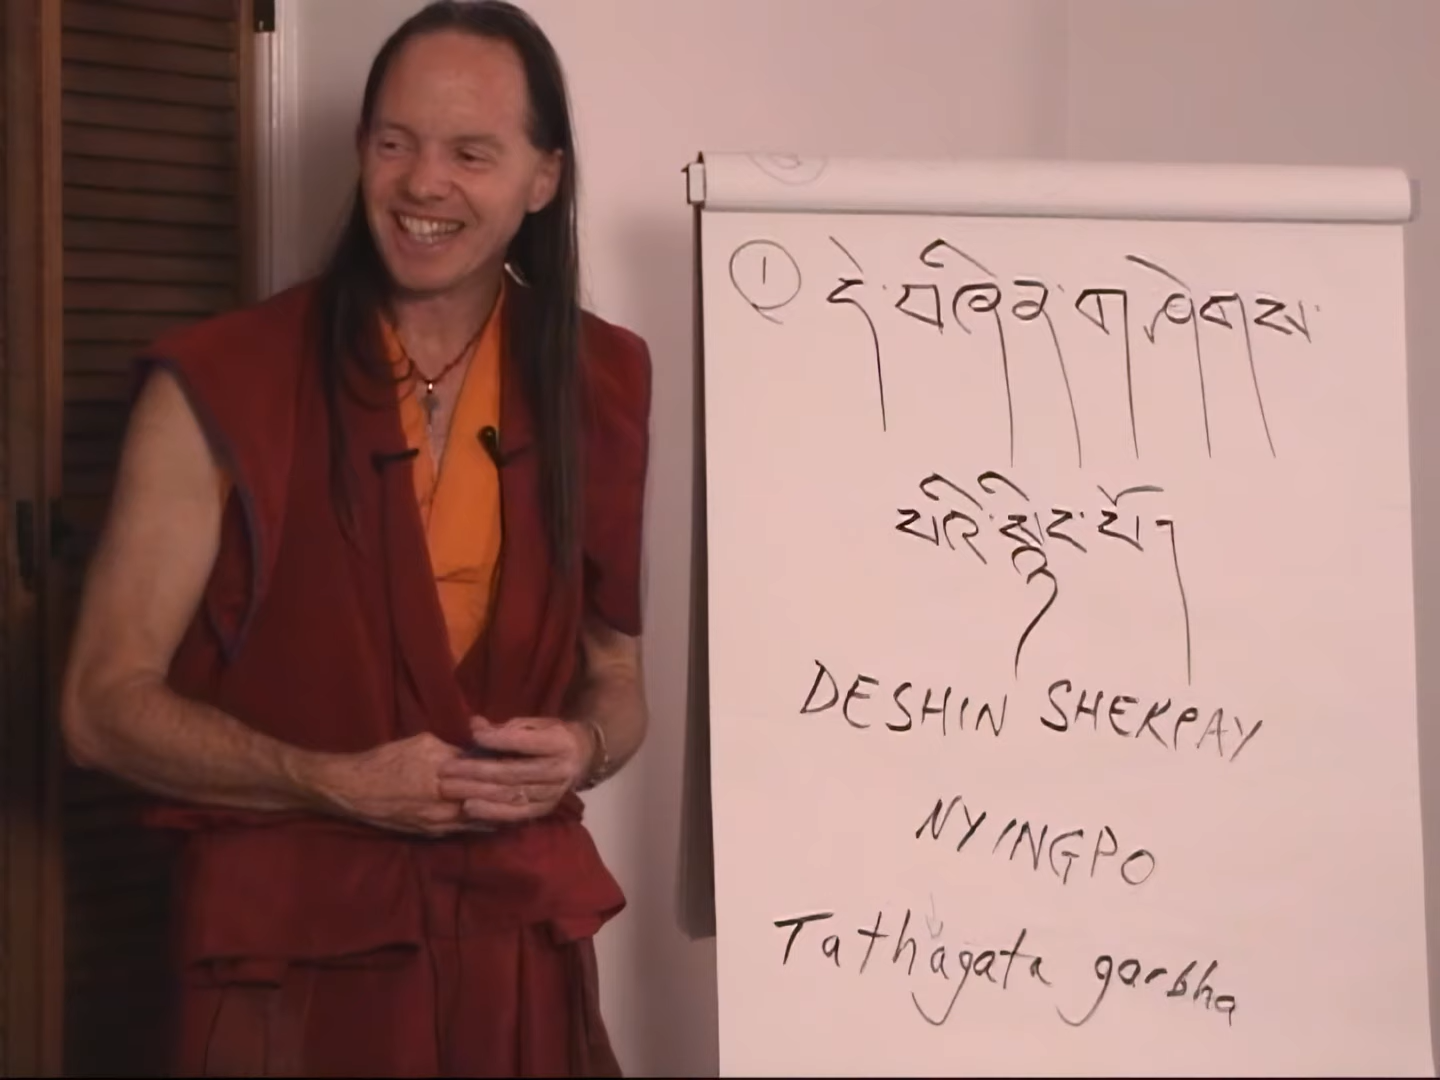 ① དེ་བཞིན་གཤེགས་
པའི་སྙིང་པོ།
DESHIN SHEKPAY
NYINGPO
Tathāgata garbha